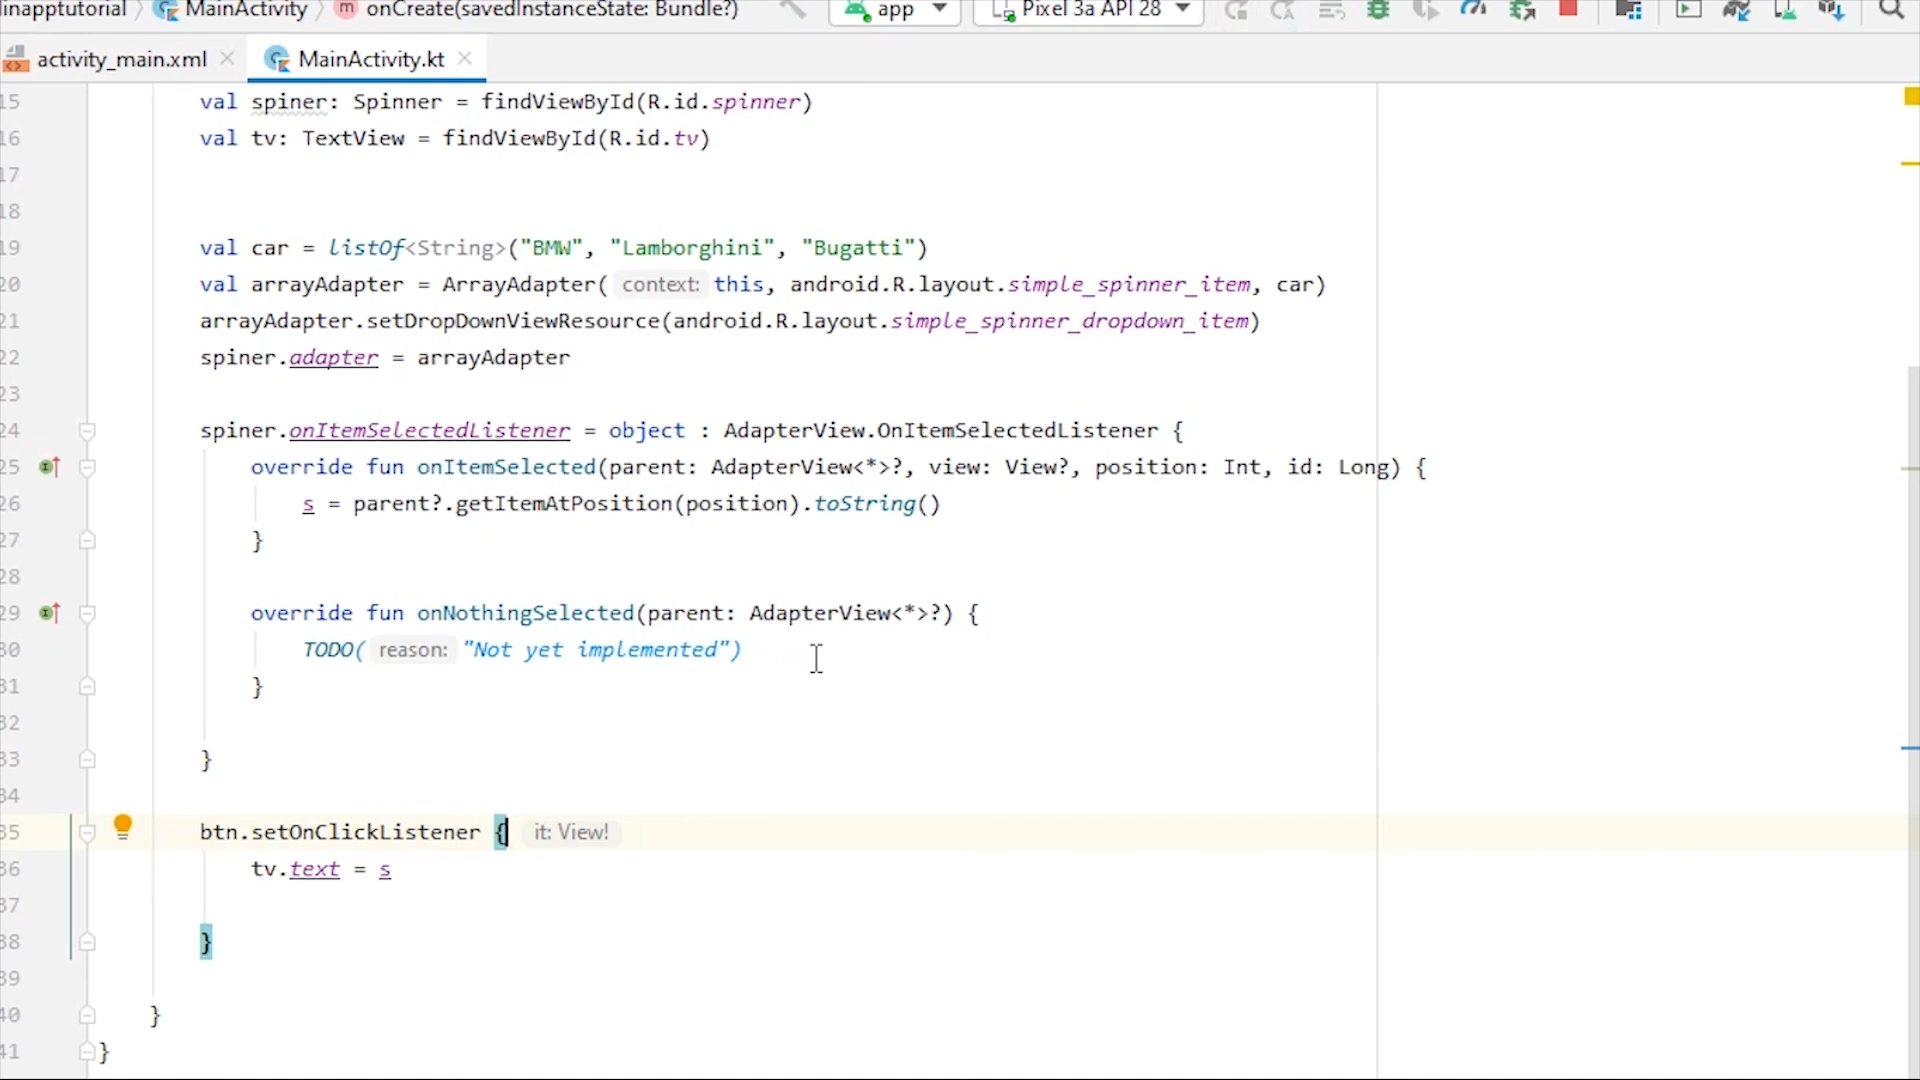 inapptutorial MainActivity onCreate(savedInstanceState: Bundle?) app Pixel 3a API 28
activity_main.xml MainActivity.kt
15 val spiner: Spinner = findViewById(R.id.spinner)
16 val tv: TextView = findViewById(R.id.tv)
17
18
19 val car = listOf<String>("BMW", "Lamborghini", "Bugatti")
20 val arrayAdapter = ArrayAdapter( context: this, android.R.layout.simple_spinner_item, car)
21 arrayAdapter.setDropDownViewResource(android.R.layout.simple_spinner_dropdown_item)
22 spiner.adapter = arrayAdapter
23
24 spiner.onItemSelectedListener = object : AdapterView.OnItemSelectedListener {
25 override fun onItemSelected(parent: AdapterView<*>?, view: View?, position: Int, id: Long) {
26 s = parent?.getItemAtPosition(position).toString()
27 }
28
29 override fun onNothingSelected(parent: AdapterView<*>?) {
30 TODO( reason: "Not yet implemented")
31 }
32
33 }
34
35 btn.setOnClickListener { it: View!
36 tv.text = s
37
38 }
39
40 }
41 }